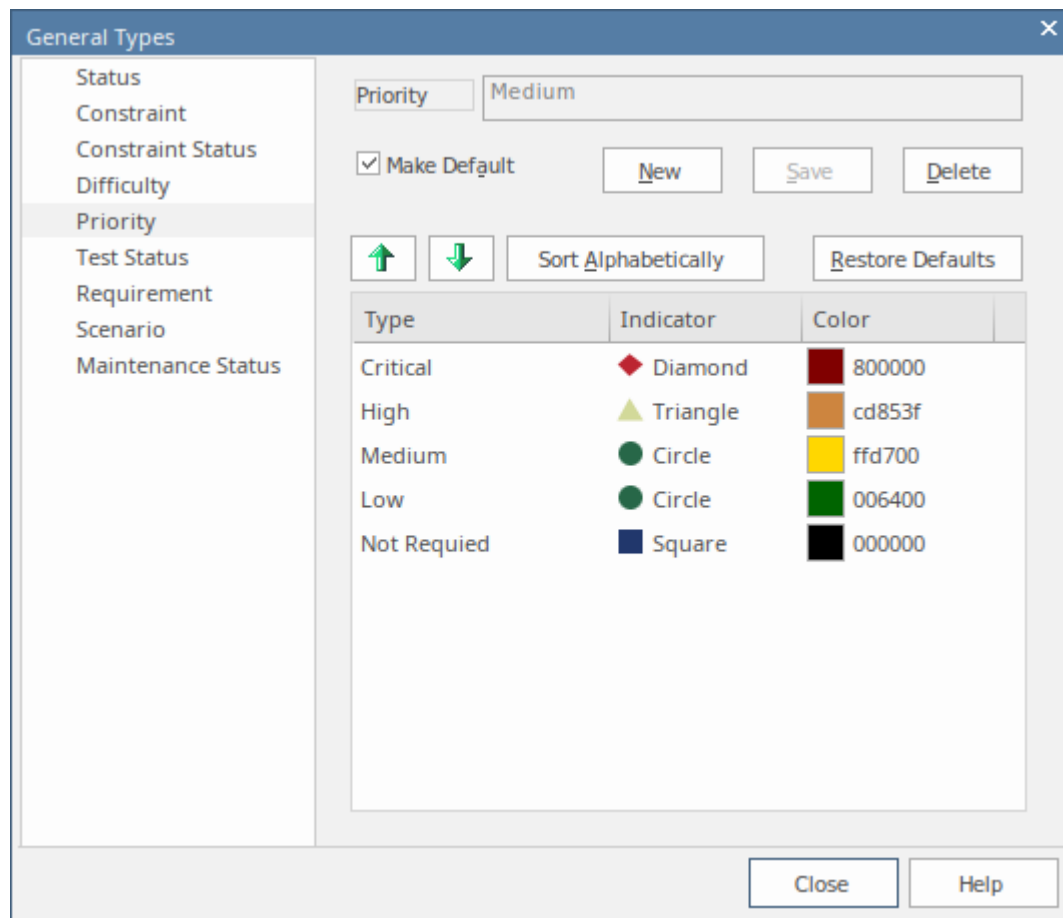 General Types
Status
Constraint
Constraint Status
Difficulty
Priority
Test Status
Requirement
Scenario
Maintenance Status
Priority Medium
Make Default New Save Delete
Sort Alphabetically Restore Defaults
Type Indicator Color
Critical Diamond 800000
High Triangle cd853f
Medium Circle ffd700
Low Circle 006400
Not Requied Square 000000
Close Help